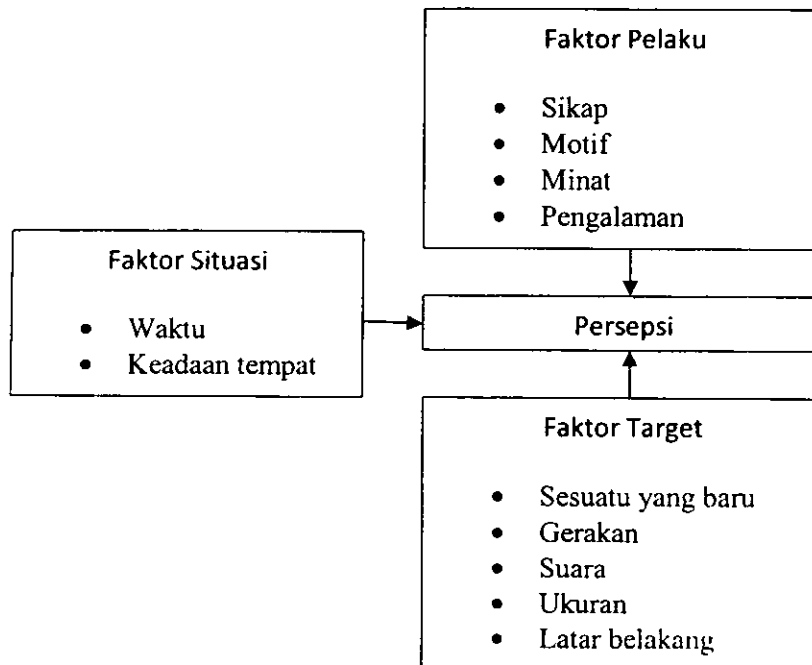 Faktor Pelaku
• Sikap
• Motif
• Minat
• Pengalaman
Faktor Situasi
• Waktu
• Keadaan tempat
Persepsi
Faktor Target
• Sesuatu yang baru
• Gerakan
• Suara
• Ukuran
• Latar belakang